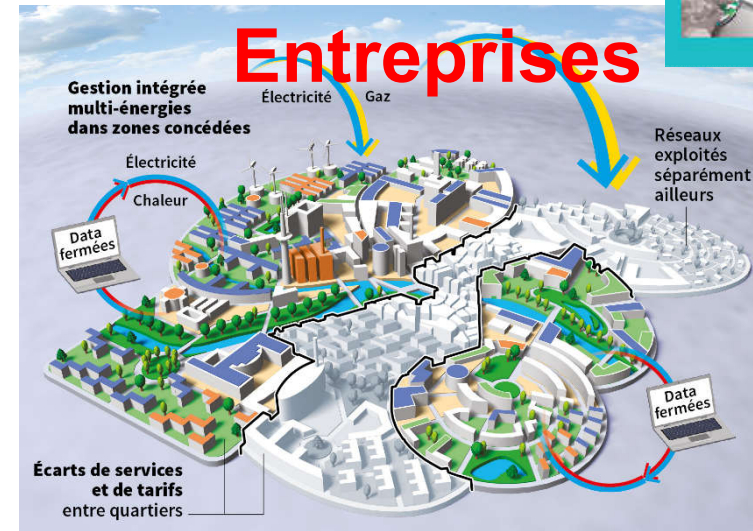 Entreprises
Gestion intégrée
multi-énergies
dans zones concédées
Électricité
Gaz
Électricité
Chaleur
Data
fermées
Réseaux
exploités
séparément
ailleurs
Data
fermées
Écarts de services
et de tarifs
entre quartiers